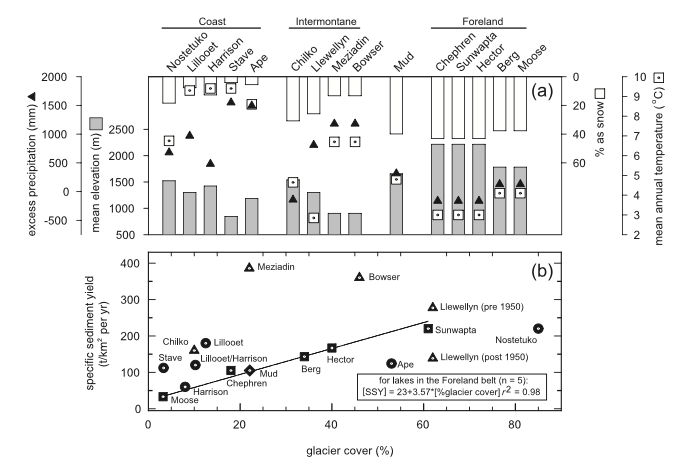 Coast Intermontane Foreland
Nostetuko Lillooet Harrison Stave Ape Chilko Llewellyn Meziadin Bowser Mud Chephren Sunwapta Hector Berg Moose
(a)
excess precipitation (mm)
2000
1500
1000
500
0
-500
mean elevation (m)
2500
2000
1500
1000
500
0
20
40
60
% as snow
10
9
8
7
6
5
4
3
2
mean annual temperature (°C)
(b)
specific sediment yield
(t/km² per yr)
400
300
200
100
0
Meziadin
Bowser
Llewellyn (pre 1950)
Sunwapta
Nostetuko
Chilko
Lillooet
Stave
Lillooet/Harrison
Hector
Llewellyn (post 1950)
Berg
Mud
Ape
Chephren
Harrison
Moose
for lakes in the Foreland belt (n = 5):
[SSY] = 23+3.57*[%glacier cover] r² = 0.98
0 20 40 60 80
glacier cover (%)